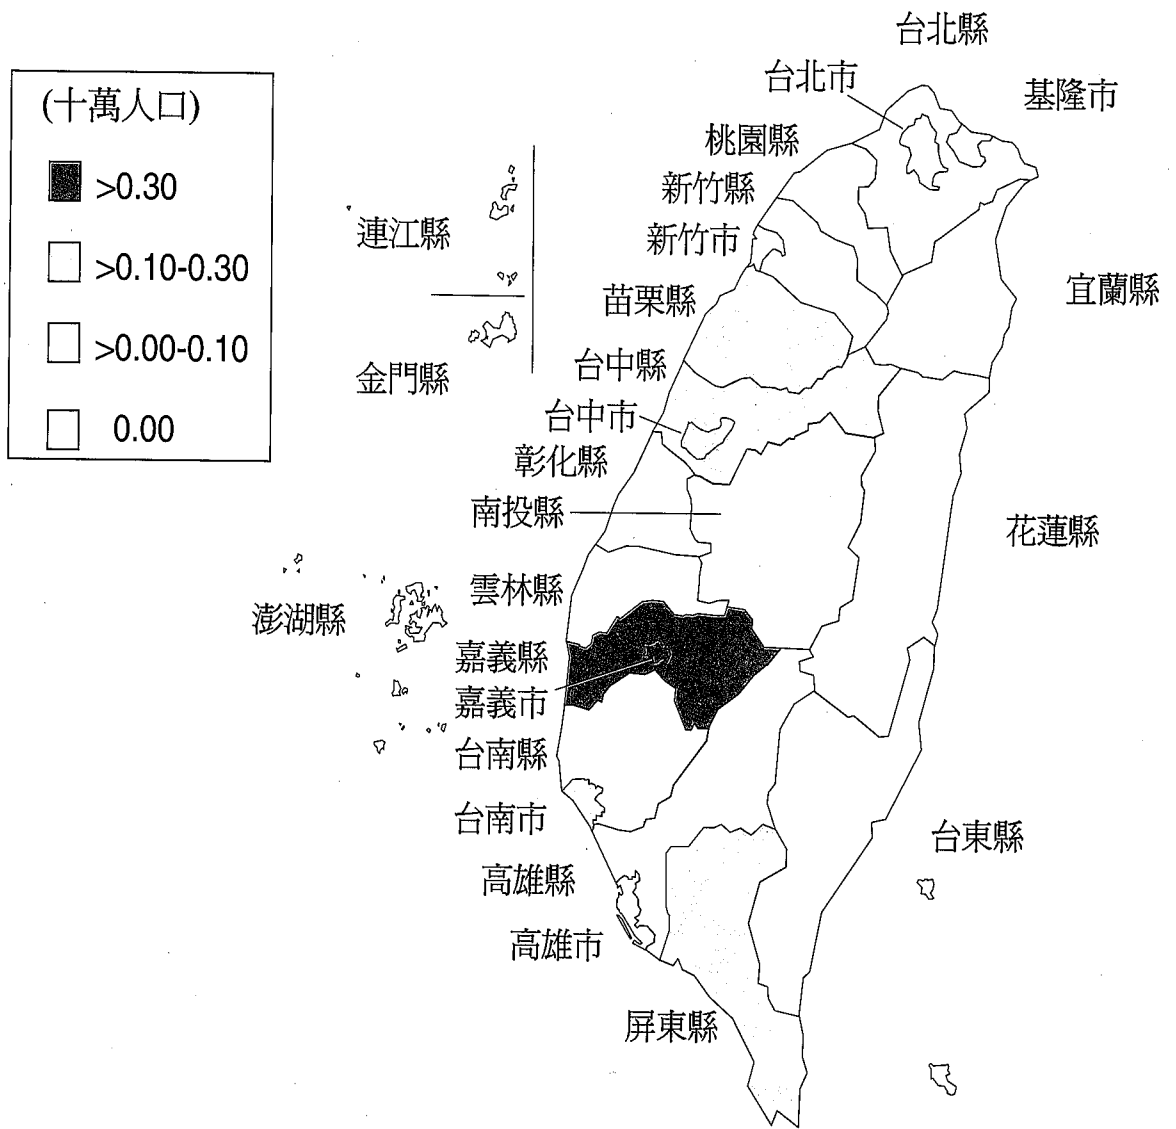 台北縣
台北市
基隆市
(十萬人口)
>0.30
>0.10-0.30
>0.00-0.10
0.00
桃園縣
新竹縣
連江縣
新竹市
宜蘭縣
苗栗縣
台中縣
金門縣
台中市
彰化縣
南投縣
花蓮縣
雲林縣
澎湖縣
嘉義縣
嘉義市
台南縣
台南市
台東縣
高雄縣
高雄市
屏東縣